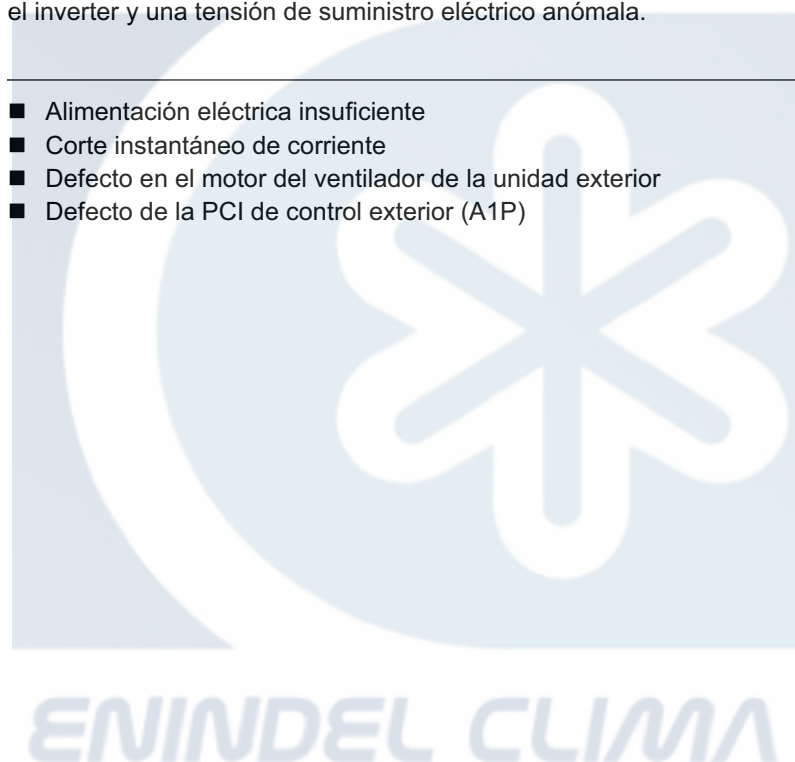 el inverter y una tensión de suministro eléctrico anómala.
■ Alimentación eléctrica insuficiente
■ Corte instantáneo de corriente
■ Defecto en el motor del ventilador de la unidad exterior
■ Defecto de la PCI de control exterior (A1P)
ENINDEL CLIMA